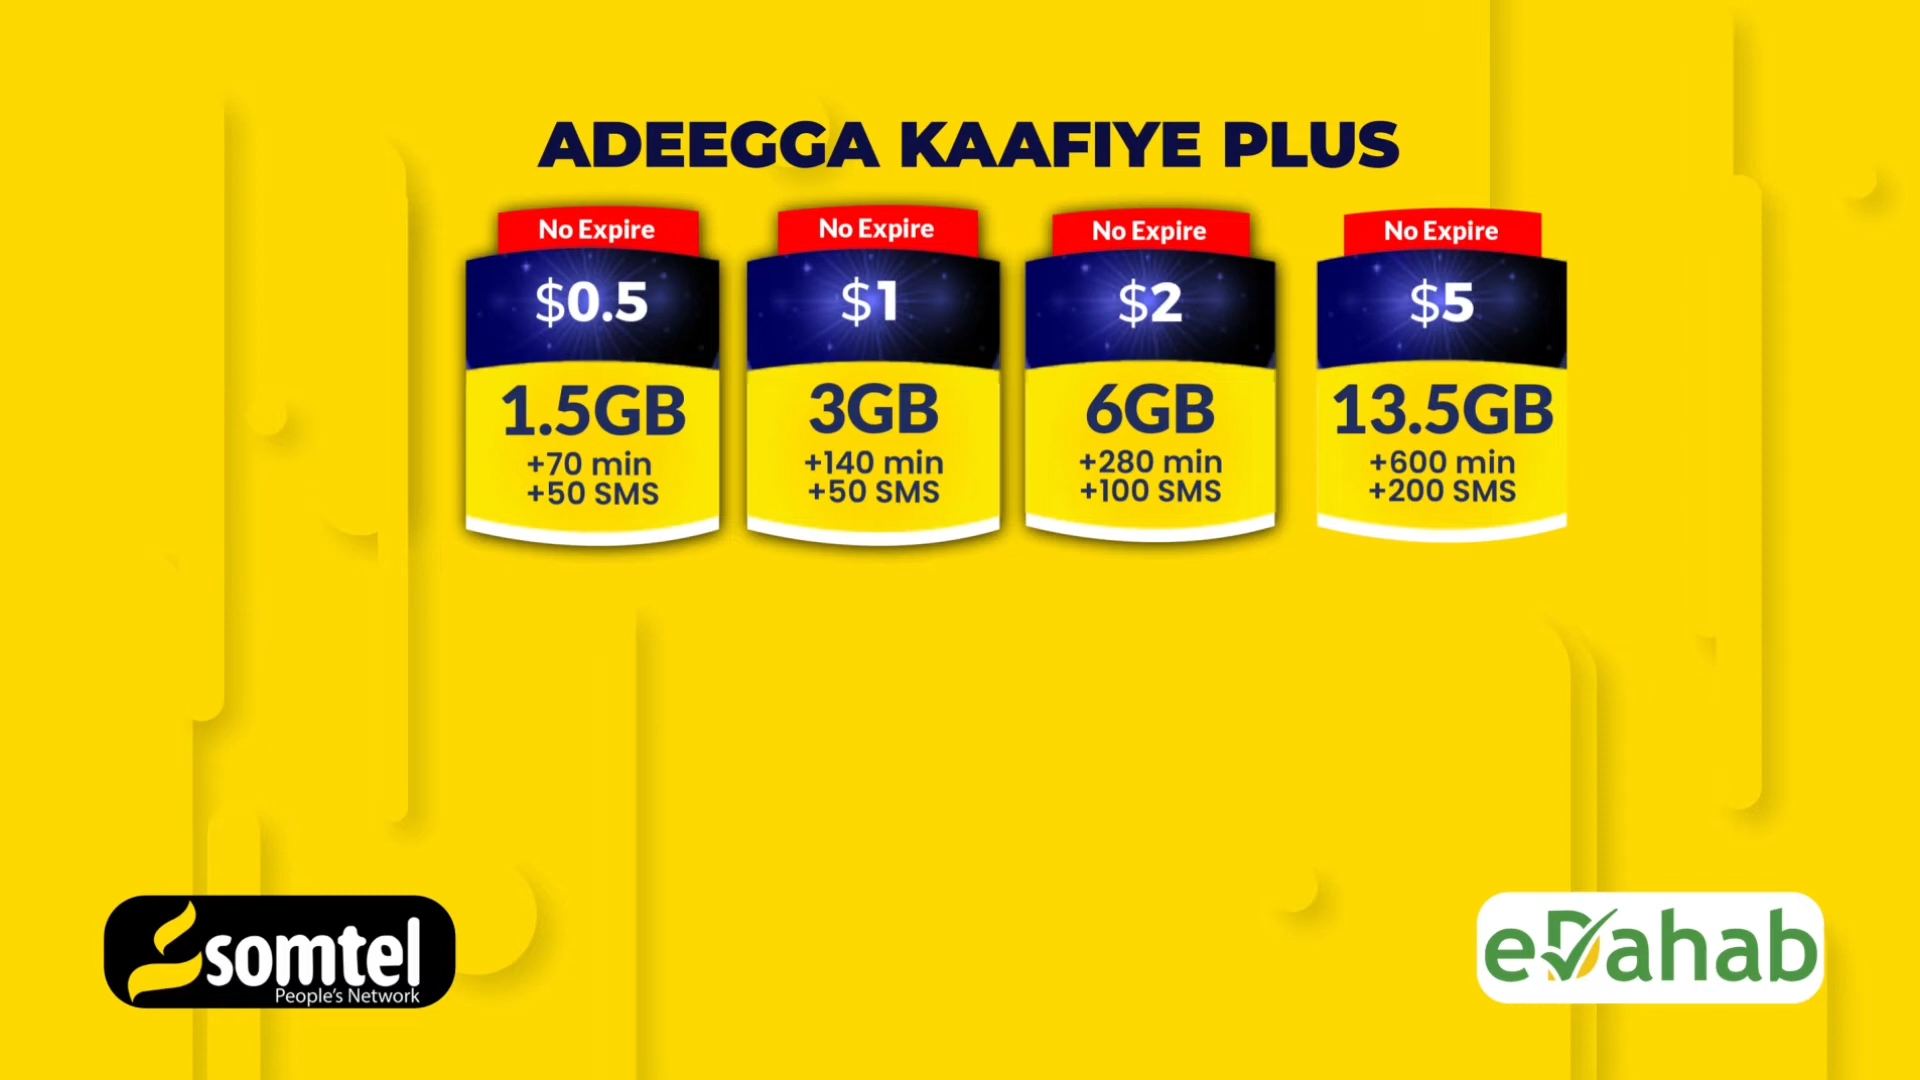 ADEEGGA KAAFIYE PLUS
No Expire
$0.5
1.5GB
+70 min
+50 SMS
No Expire
$1
3GB
+140 min
+50 SMS
No Expire
$2
6GB
+280 min
+100 SMS
No Expire
$5
13.5GB
+600 min
+200 SMS
somtel
People's Network
eDahab